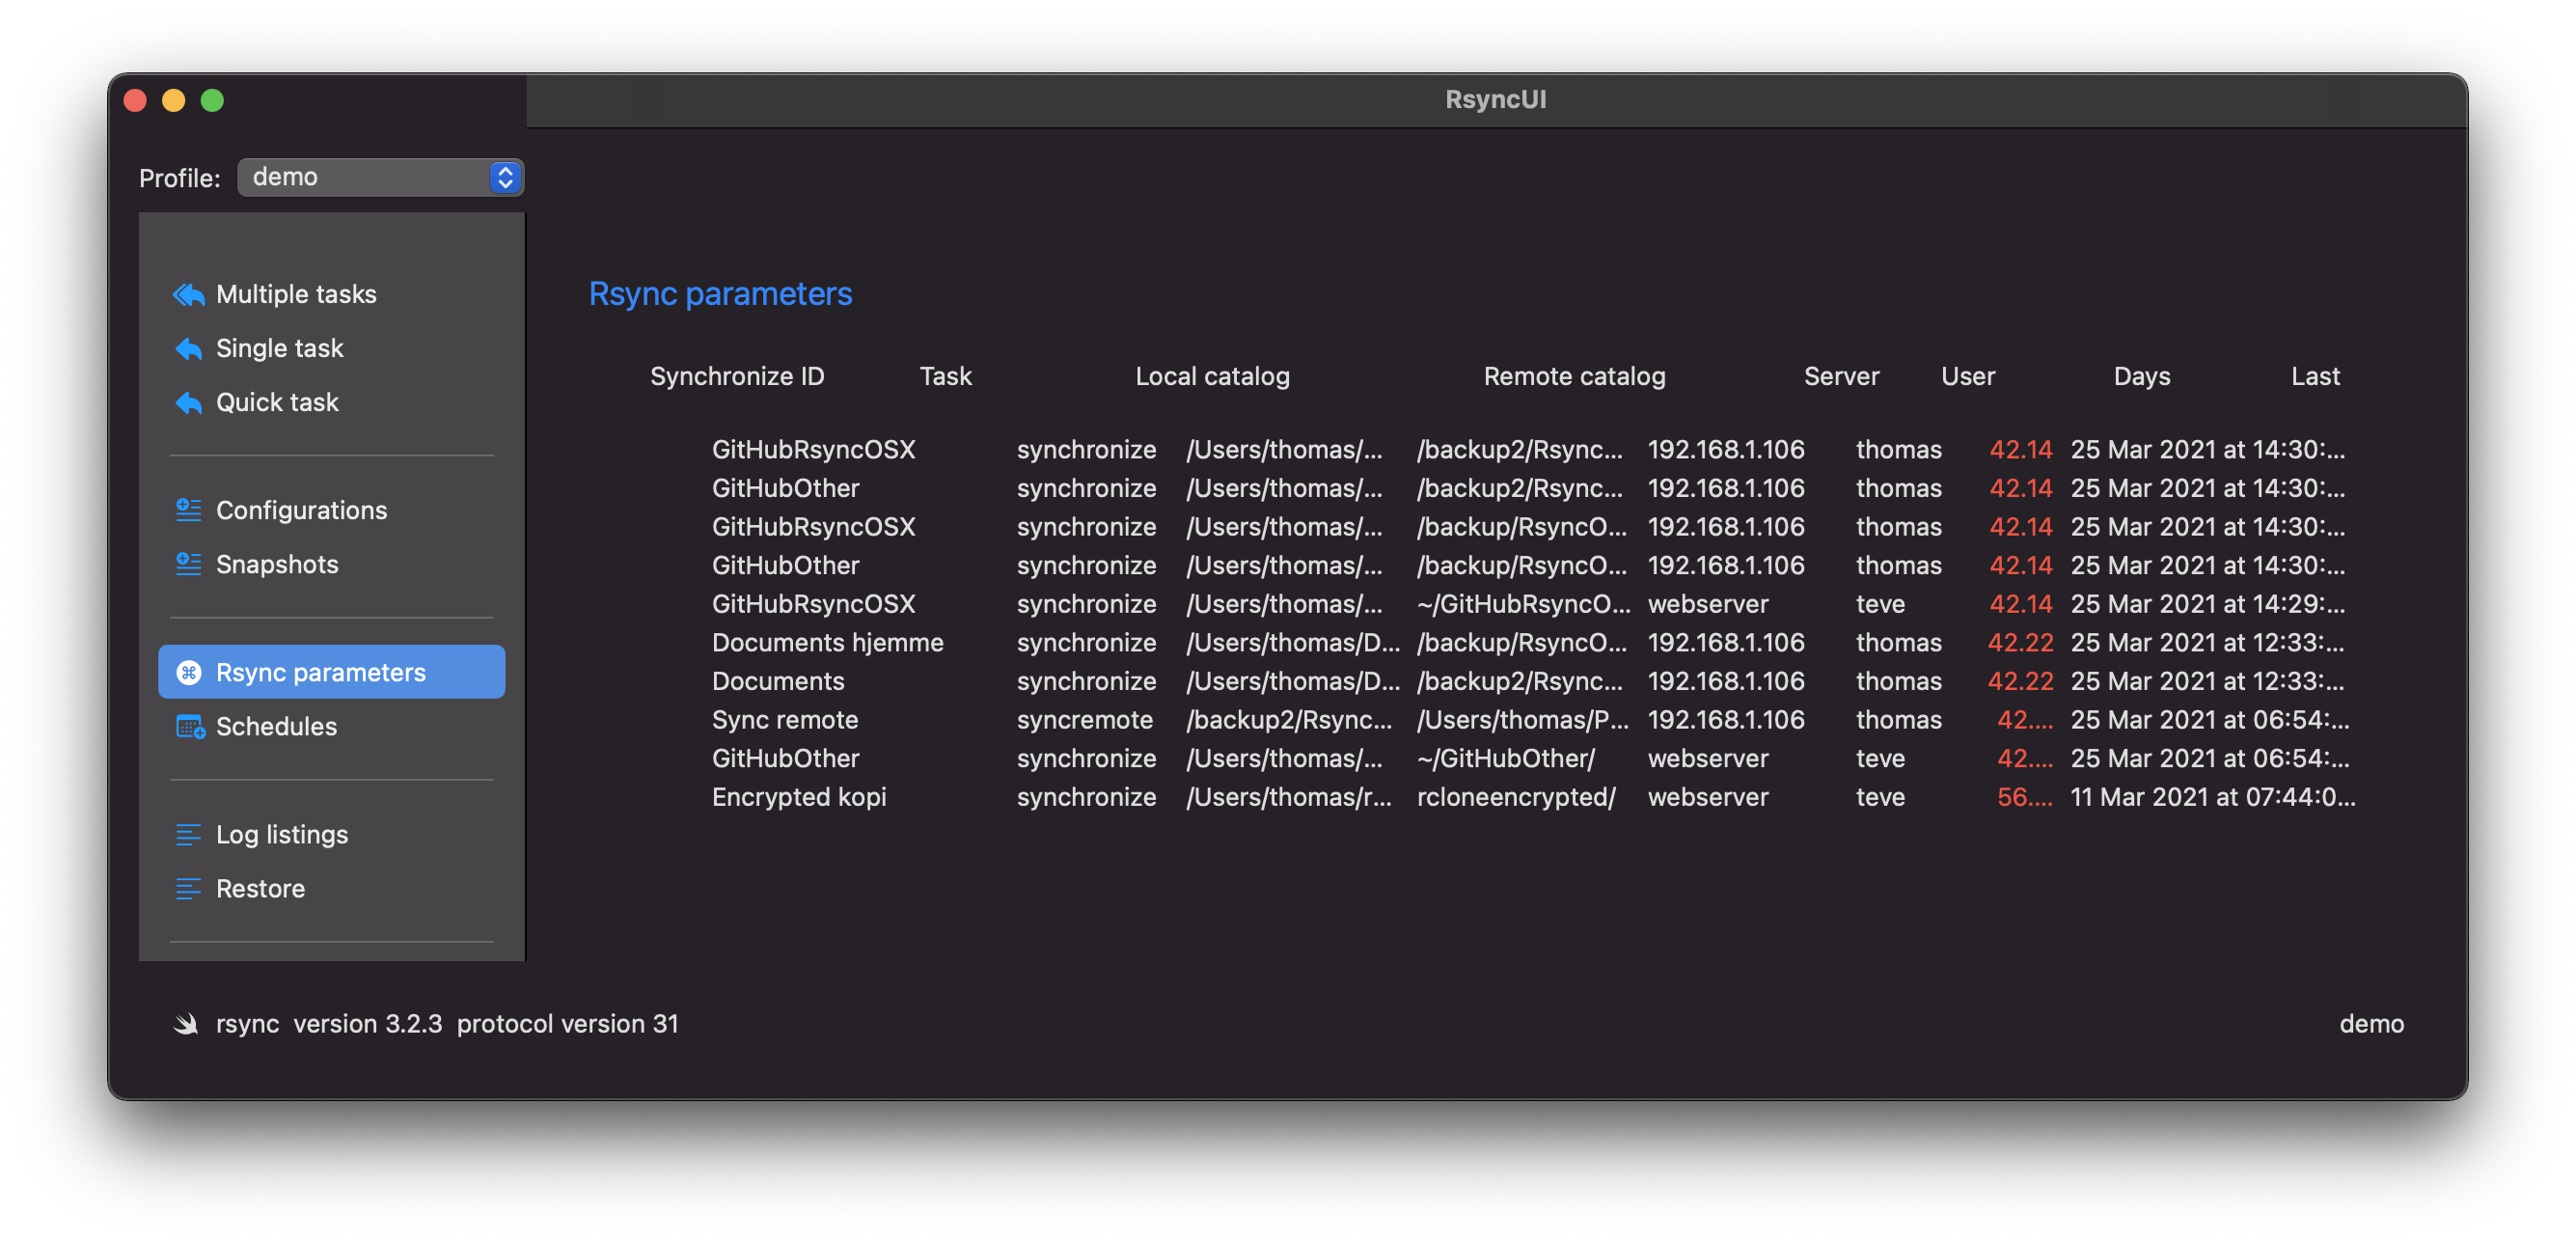 RsyncUI
Profile: demo
Multiple tasks
Single task
Quick task
Configurations
Snapshots
Rsync parameters
Schedules
Log listings
Restore
Rsync parameters
Synchronize ID Task Local catalog Remote catalog Server User Days Last
GitHubRsyncOSX synchronize /Users/thomas/... /backup2/Rsync... 192.168.1.106 thomas 42.14 25 Mar 2021 at 14:30:...
GitHubOther synchronize /Users/thomas/... /backup2/Rsync... 192.168.1.106 thomas 42.14 25 Mar 2021 at 14:30:...
GitHubRsyncOSX synchronize /Users/thomas/... /backup/RsyncO... 192.168.1.106 thomas 42.14 25 Mar 2021 at 14:30:...
GitHubOther synchronize /Users/thomas/... /backup/RsyncO... 192.168.1.106 thomas 42.14 25 Mar 2021 at 14:30:...
GitHubRsyncOSX synchronize /Users/thomas/... ~/GitHubRsyncO... webserver teve 42.14 25 Mar 2021 at 14:29:...
Documents hjemme synchronize /Users/thomas/D... /backup/RsyncO... 192.168.1.106 thomas 42.22 25 Mar 2021 at 12:33:...
Documents synchronize /Users/thomas/D... /backup2/Rsync... 192.168.1.106 thomas 42.22 25 Mar 2021 at 12:33:...
Sync remote syncremote /backup2/Rsync... /Users/thomas/P... 192.168.1.106 thomas 42.... 25 Mar 2021 at 06:54:...
GitHubOther synchronize /Users/thomas/... ~/GitHubOther/ webserver teve 42.... 25 Mar 2021 at 06:54:...
Encrypted kopi synchronize /Users/thomas/r... rcloneencrypted/ webserver teve 56.... 11 Mar 2021 at 07:44:0...
rsync version 3.2.3 protocol version 31
demo